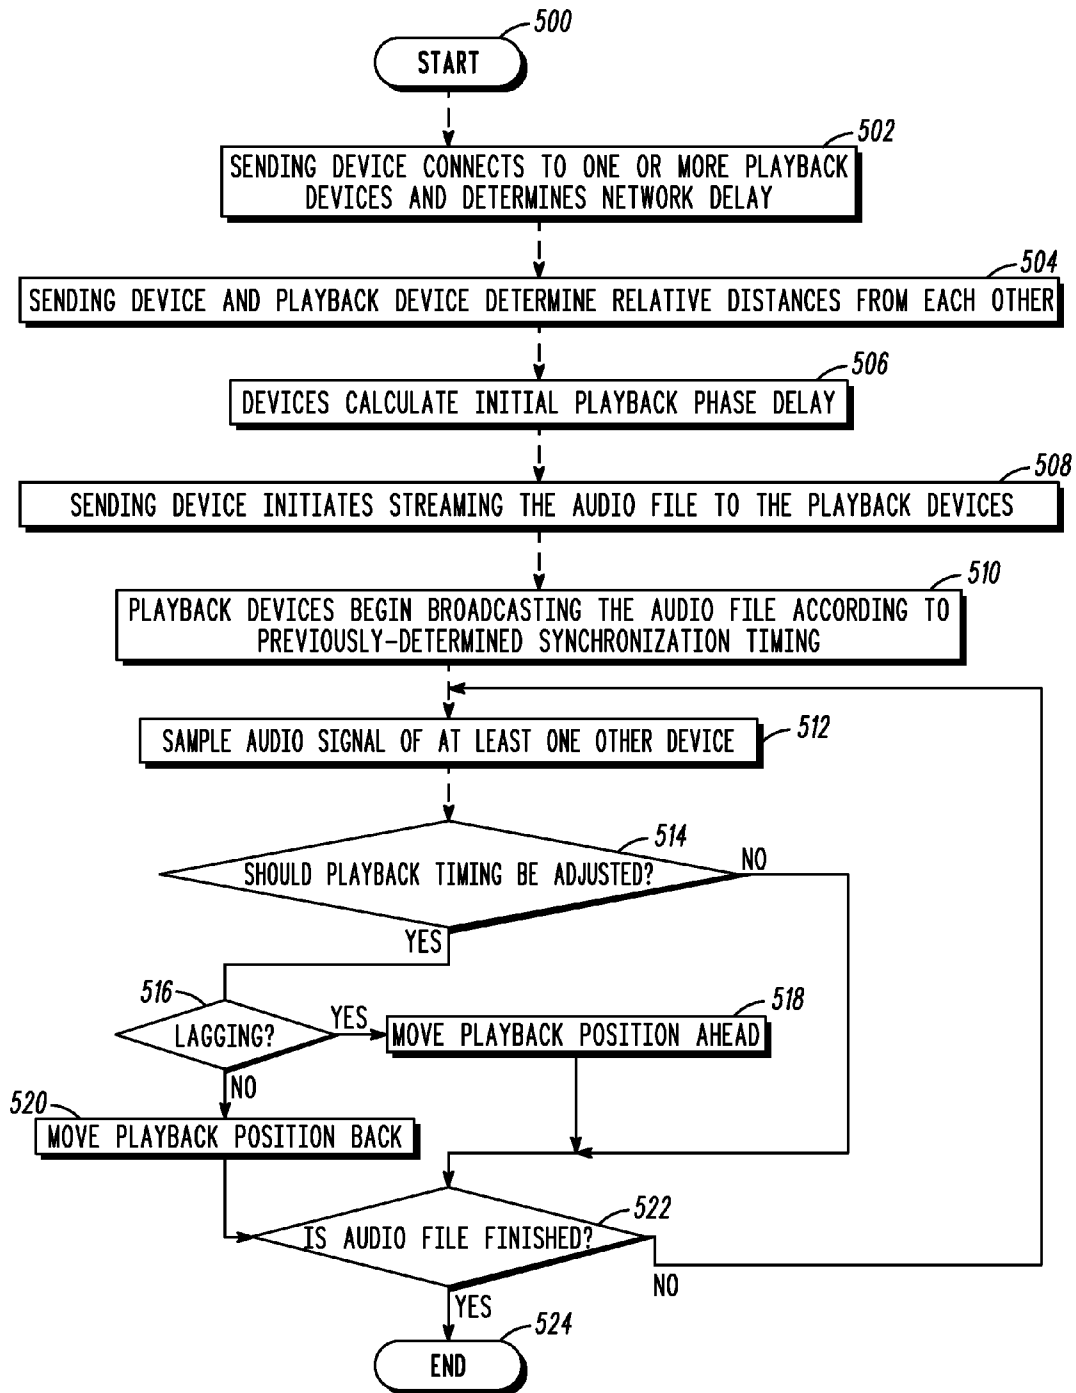 500
START
502
SENDING DEVICE CONNECTS TO ONE OR MORE PLAYBACK
DEVICES AND DETERMINES NETWORK DELAY
504
SENDING DEVICE AND PLAYBACK DEVICE DETERMINE RELATIVE DISTANCES FROM EACH OTHER
506
DEVICES CALCULATE INITIAL PLAYBACK PHASE DELAY
508
SENDING DEVICE INITIATES STREAMING THE AUDIO FILE TO THE PLAYBACK DEVICES
510
PLAYBACK DEVICES BEGIN BROADCASTING THE AUDIO FILE ACCORDING TO
PREVIOUSLY-DETERMINED SYNCHRONIZATION TIMING
SAMPLE AUDIO SIGNAL OF AT LEAST ONE OTHER DEVICE
512
514
SHOULD PLAYBACK TIMING BE ADJUSTED?
NO
YES
516
LAGGING?
YES
518
MOVE PLAYBACK POSITION AHEAD
NO
520
MOVE PLAYBACK POSITION BACK
522
IS AUDIO FILE FINISHED?
NO
YES
524
END